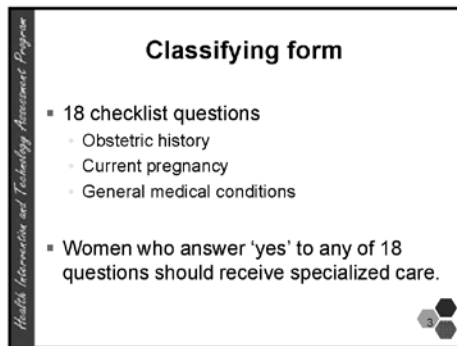 Health Intervention and Technology Assessment Program
Classifying form
▪ 18 checklist questions
◦ Obstetric history
◦ Current pregnancy
◦ General medical conditions
▪ Women who answer ‘yes’ to any of 18
questions should receive specialized care.
3